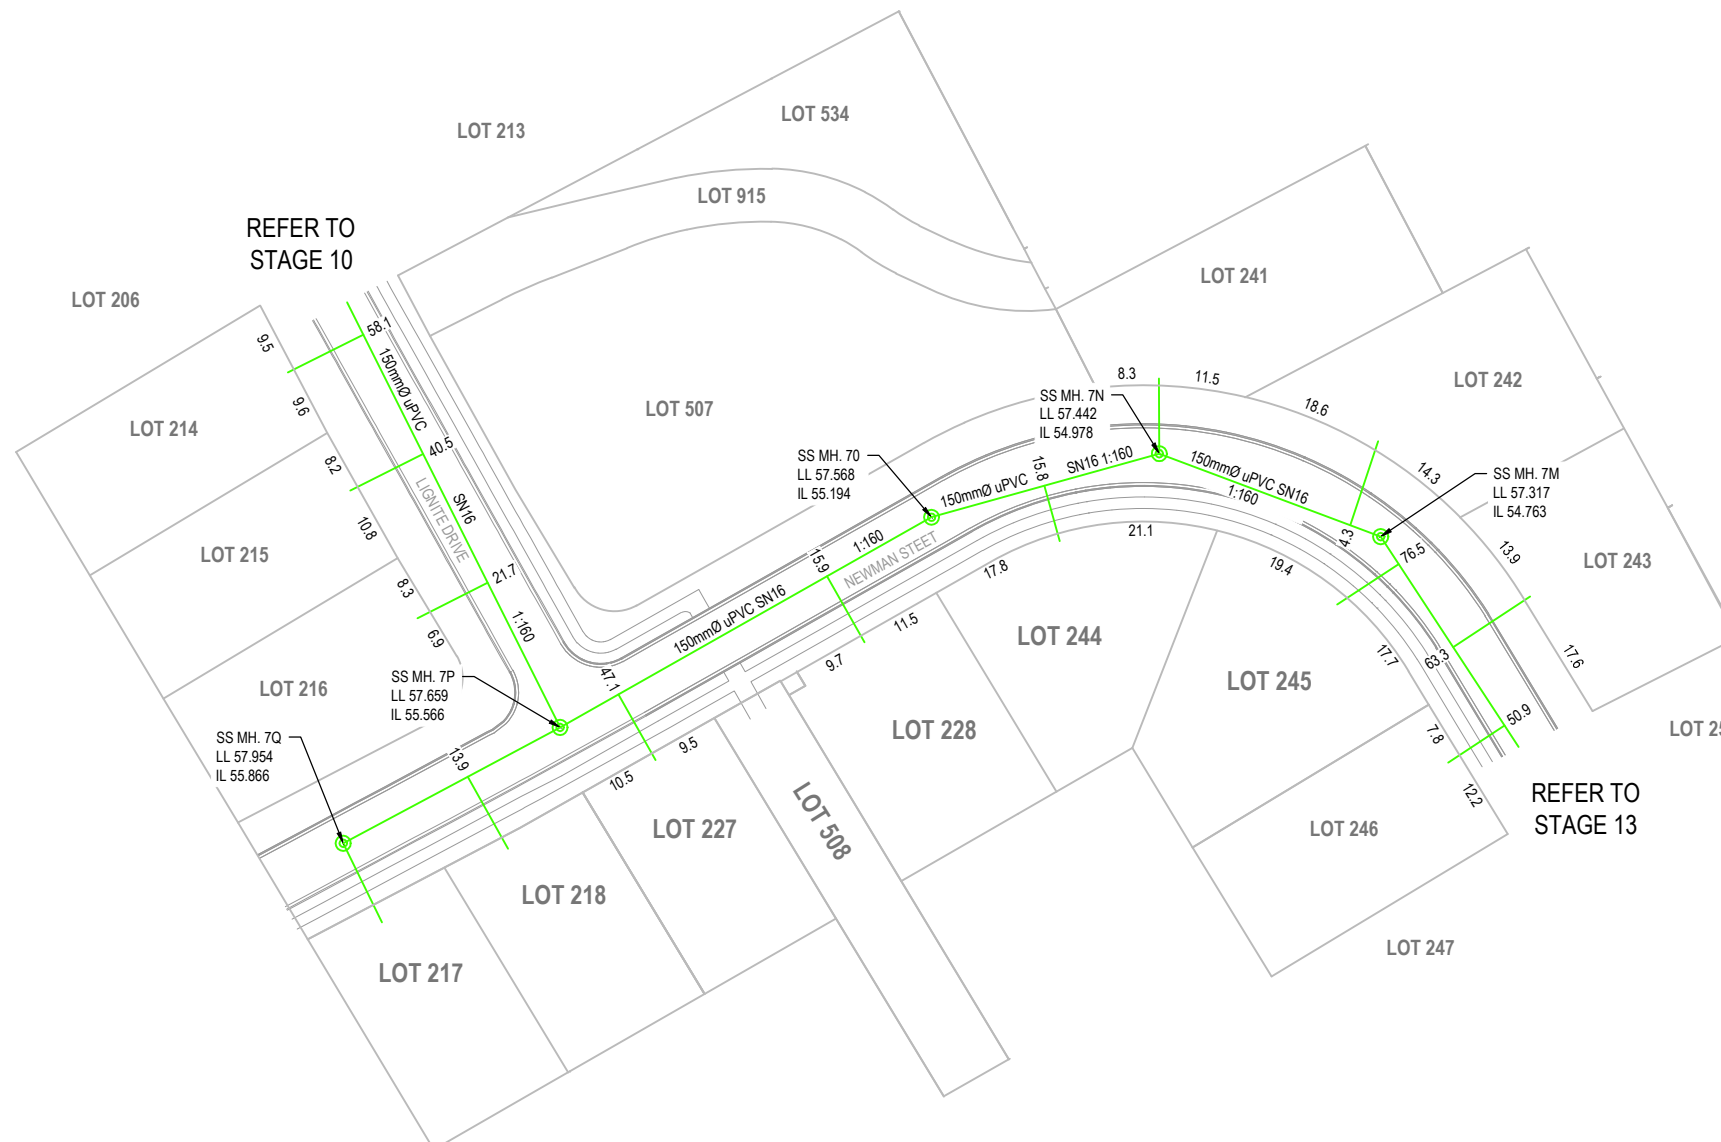 LOT 534
LOT 213
LOT 915
REFER TO
STAGE 10
LOT 241
LOT 206
58.1
9.5
150mmØ uPVC
9.6
LOT 214
40.5
8.2
LOT 507
8.3
11.5
18.6
LOT 242
SS MH. 7N
LL 57.442
IL 54.978
SS MH. 70
LL 57.568
IL 55.194
150mmØ uPVC
15.8
SN16 1:160
150mmØ uPVC SN16
1:160
14.3
SS MH. 7M
LL 57.317
IL 54.763
LIGNITE DRIVE
SN16
10.8
LOT 215
21.7
8.3
6.9
1:160
15.9
1:160
NEWMAN STEET
150mmØ uPVC SN16
17.8
21.1
19.4
4.3
76.5
13.9
LOT 243
11.5
9.7
LOT 244
17.7
63.3
17.6
LOT 216
SS MH. 7P
LL 57.659
IL 55.566
47.1
LOT 245
50.9
LOT 228
7.8
LOT 25
SS MH. 7Q
LL 57.954
IL 55.866
13.9
9.5
10.5
12.2
REFER TO
STAGE 13
LOT 227
LOT 508
LOT 246
LOT 218
LOT 247
LOT 217